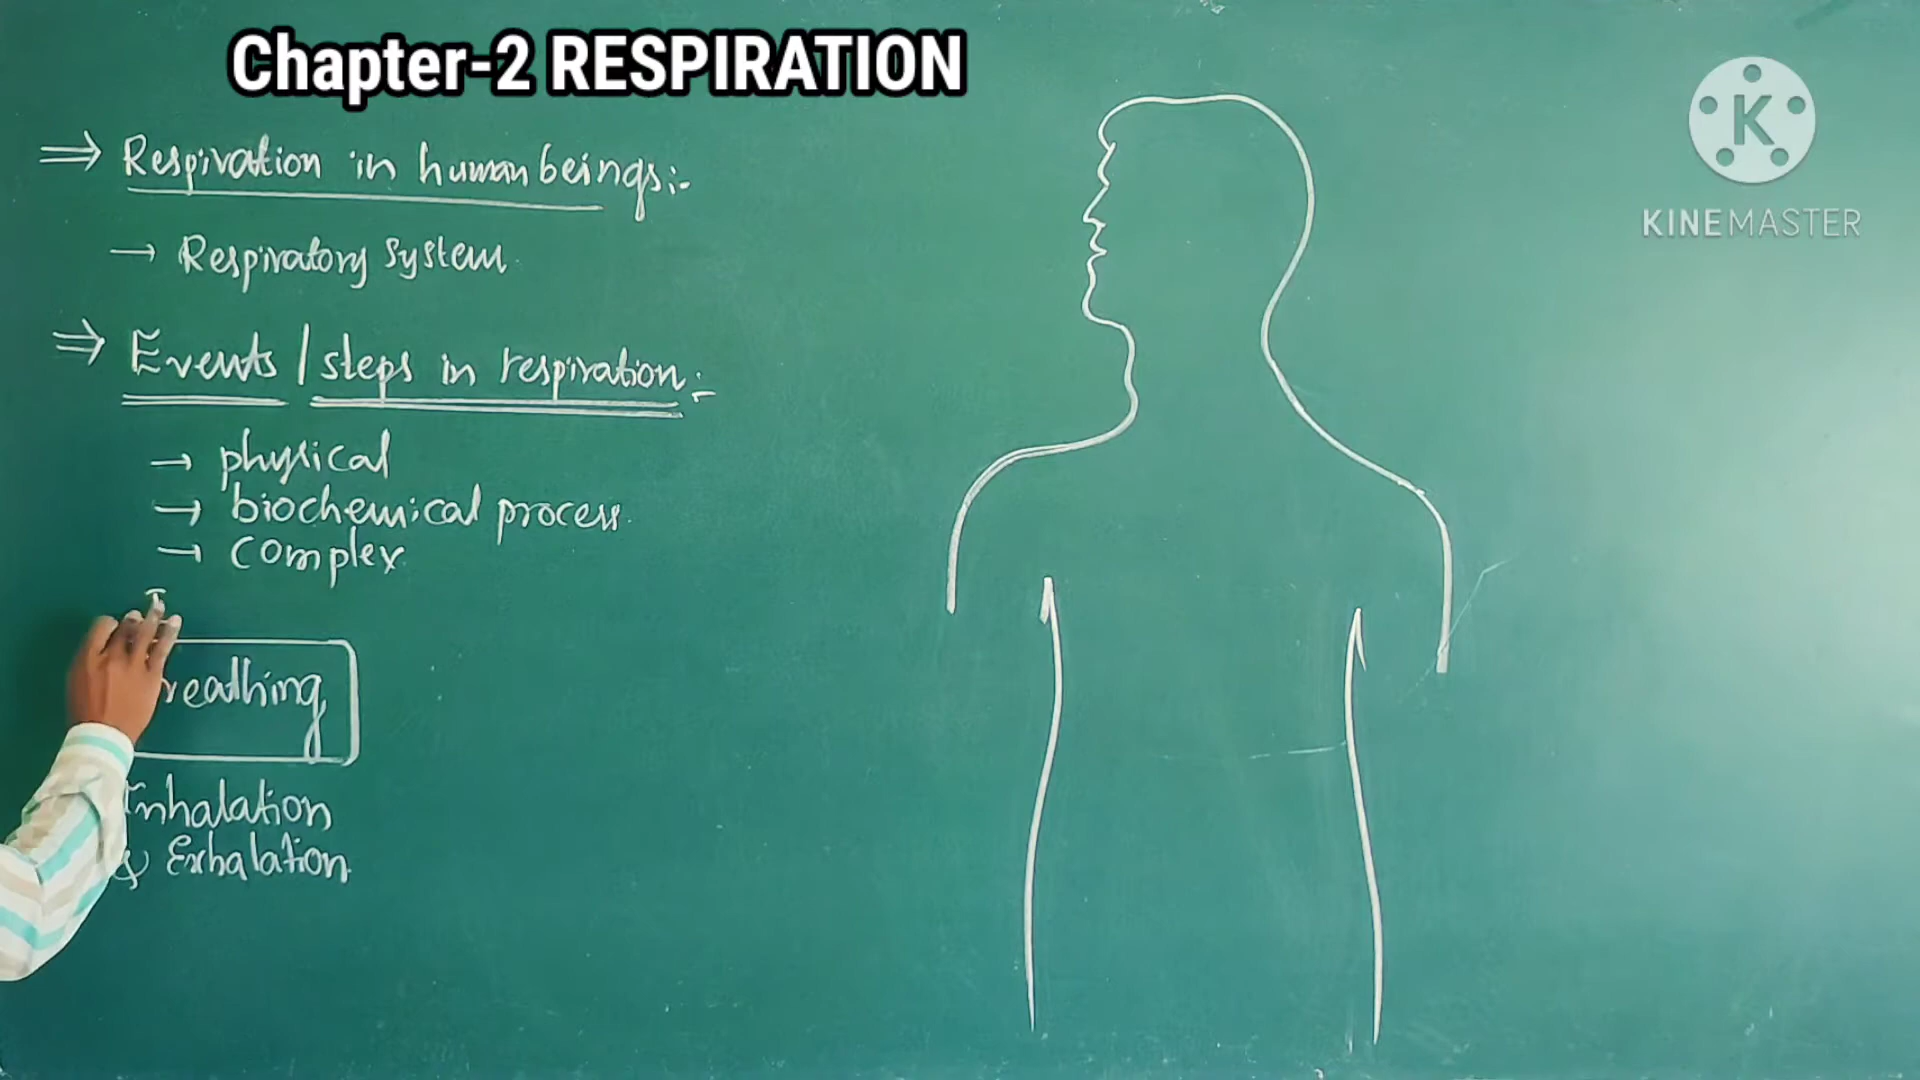 Chapter-2 RESPIRATION
⇒ Respiration in human beings:-
→ Respiratory system
⇒ Events / steps in respiration:-
→ physical
→ biochemical process.
→ complex
reathing
Inhalation
& Exhalation
K
KINEMASTER